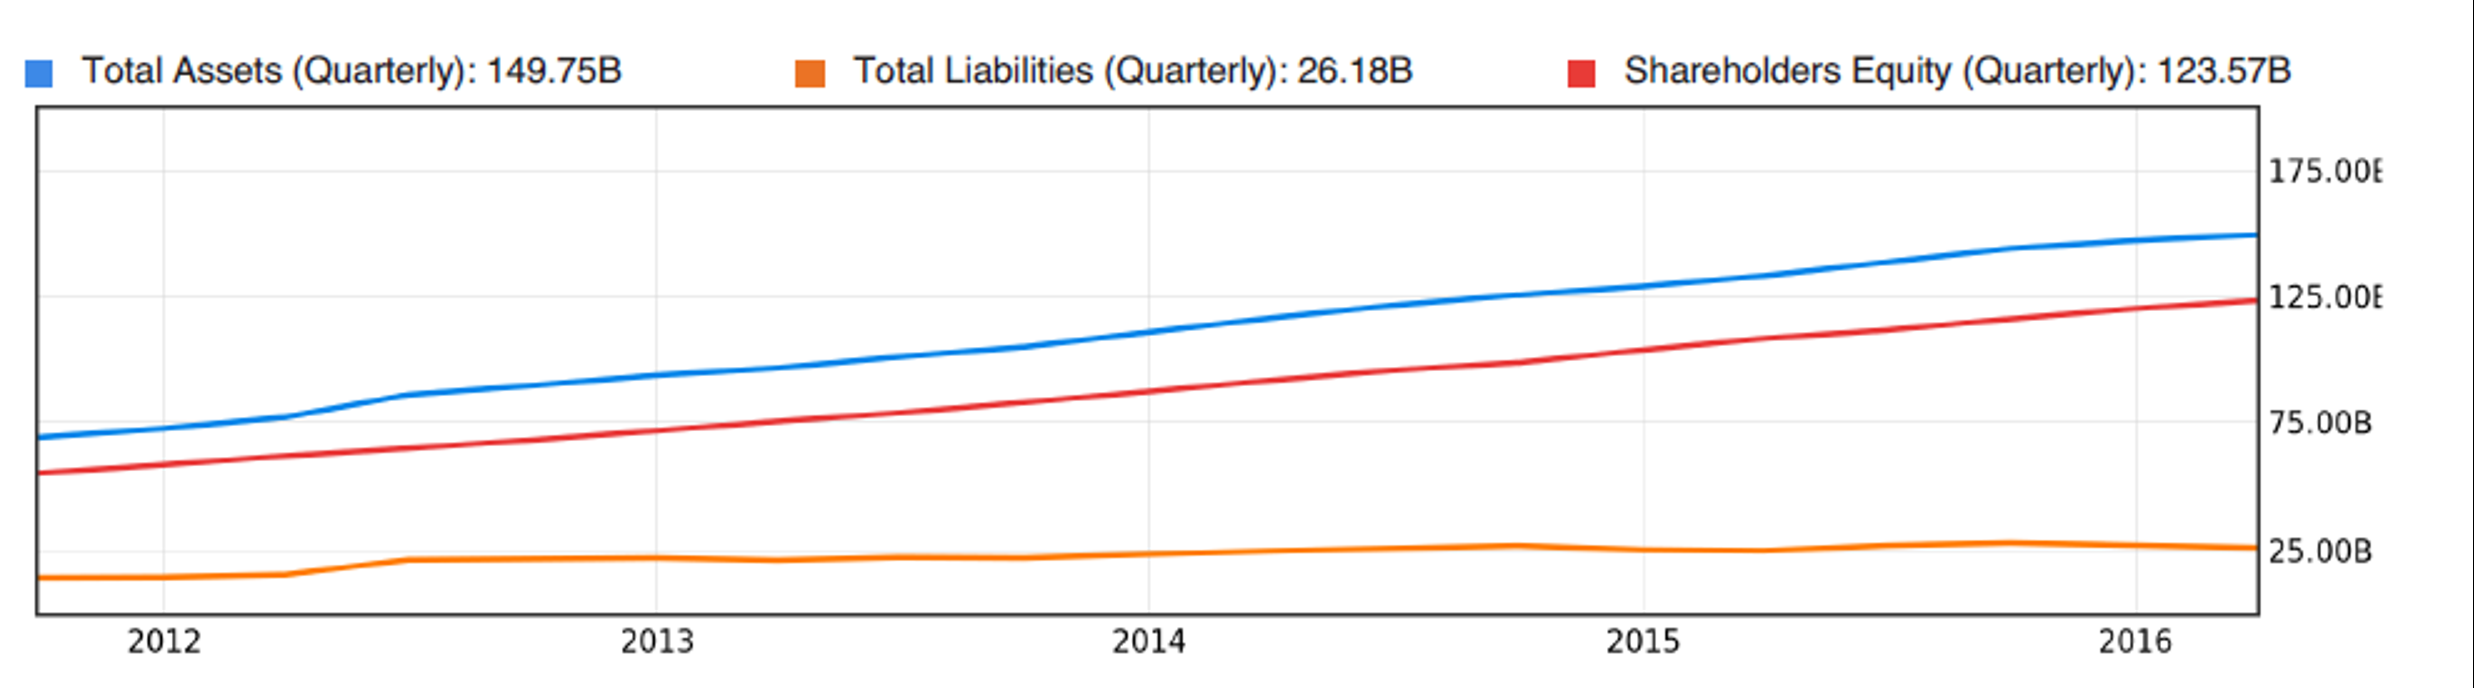 Total Assets (Quarterly): 149.75B Total Liabilities (Quarterly): 26.18B Shareholders Equity (Quarterly): 123.57B
175.00B
125.00B
75.00B
25.00B
2012 2013 2014 2015 2016